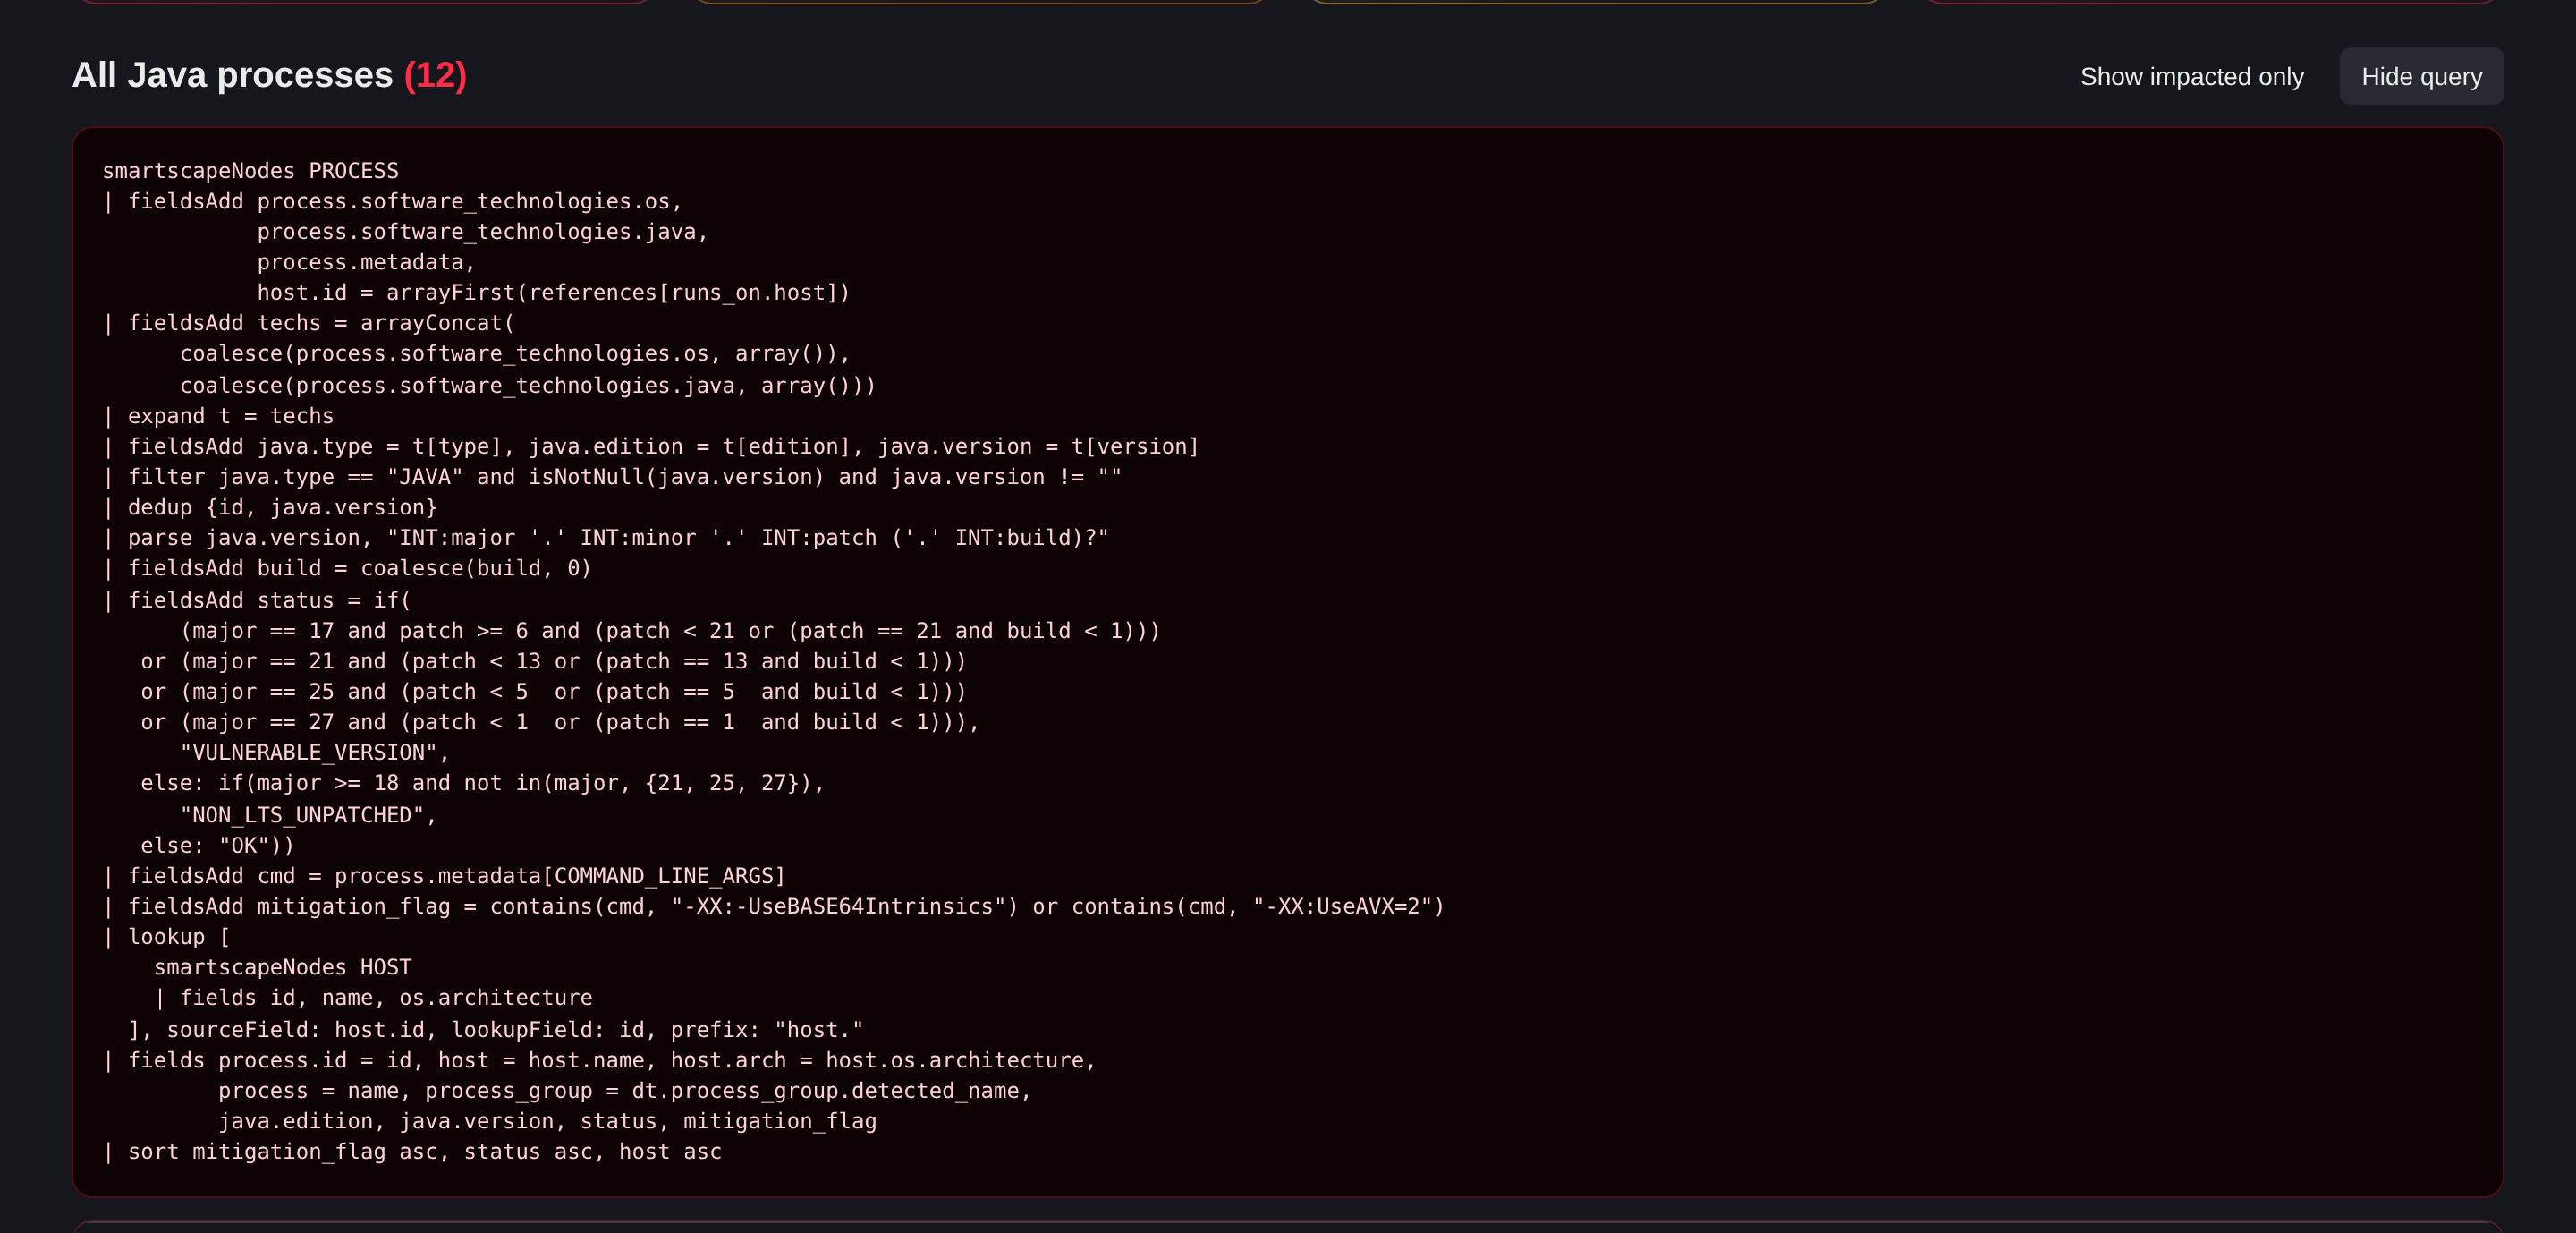 All Java processes (12)
Show impacted only
Hide query
smartscapeNodes PROCESS
| fieldsAdd process.software_technologies.os,
            process.software_technologies.java,
            process.metadata,
            host.id = arrayFirst(references[runs_on.host])
| fieldsAdd techs = arrayConcat(
      coalesce(process.software_technologies.os, array()),
      coalesce(process.software_technologies.java, array()))
| expand t = techs
| fieldsAdd java.type = t[type], java.edition = t[edition], java.version = t[version]
| filter java.type == "JAVA" and isNotNull(java.version) and java.version != ""
| dedup {id, java.version}
| parse java.version, "INT:major '.' INT:minor '.' INT:patch ('.' INT:build)?"
| fieldsAdd build = coalesce(build, 0)
| fieldsAdd status = if(
      (major == 17 and patch >= 6 and (patch < 21 or (patch == 21 and build < 1)))
   or (major == 21 and (patch < 13 or (patch == 13 and build < 1)))
   or (major == 25 and (patch < 5  or (patch == 5  and build < 1)))
   or (major == 27 and (patch < 1  or (patch == 1  and build < 1))),
      "VULNERABLE_VERSION",
   else: if(major >= 18 and not in(major, {21, 25, 27}),
      "NON_LTS_UNPATCHED",
   else: "OK"))
| fieldsAdd cmd = process.metadata[COMMAND_LINE_ARGS]
| fieldsAdd mitigation_flag = contains(cmd, "-XX:-UseBASE64Intrinsics") or contains(cmd, "-XX:UseAVX=2")
| lookup [
    smartscapeNodes HOST
    | fields id, name, os.architecture
  ], sourceField: host.id, lookupField: id, prefix: "host."
| fields process.id = id, host = host.name, host.arch = host.os.architecture,
         process = name, process_group = dt.process_group.detected_name,
         java.edition, java.version, status, mitigation_flag
| sort mitigation_flag asc, status asc, host asc